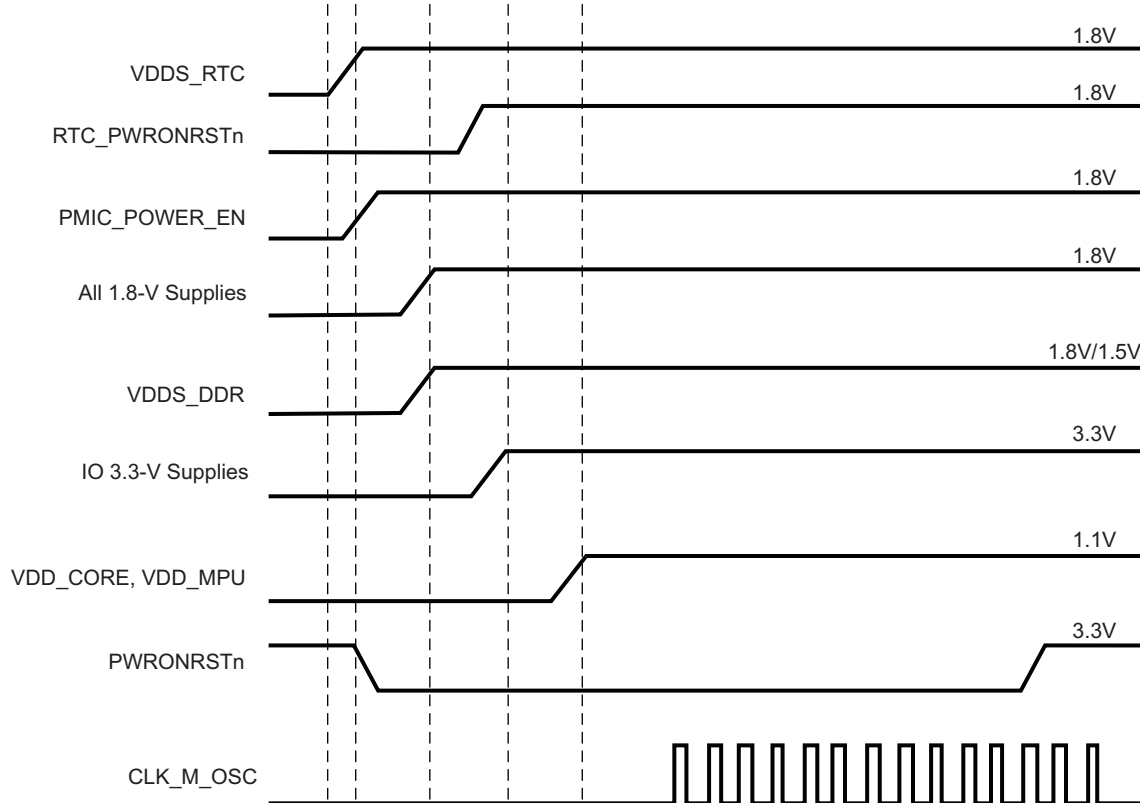 1.8V
VDDS_RTC
1.8V
RTC_PWRONRSTn
1.8V
PMIC_POWER_EN
1.8V
All 1.8-V Supplies
1.8V/1.5V
VDDS_DDR
3.3V
IO 3.3-V Supplies
1.1V
VDD_CORE, VDD_MPU
3.3V
PWRONRSTn
CLK_M_OSC